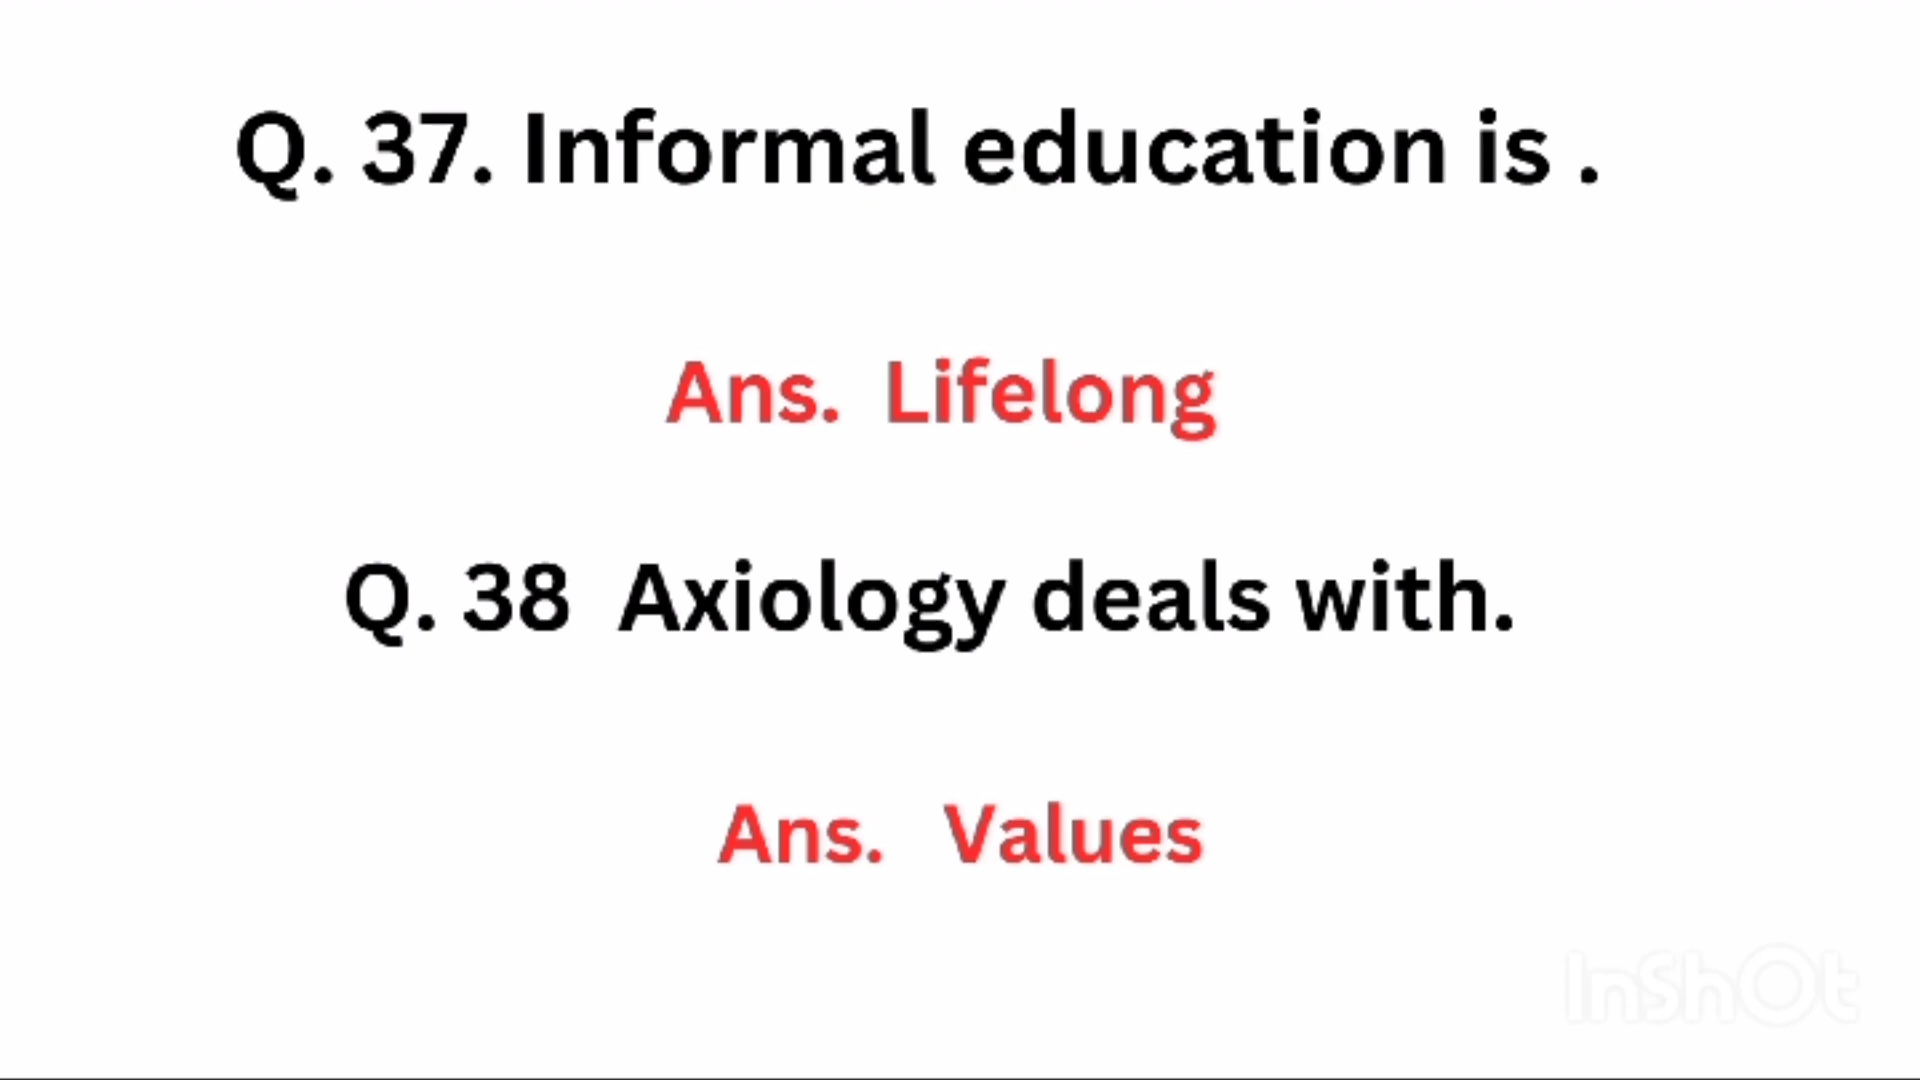 Q. 37. Informal education is .
Ans. Lifelong
Q. 38 Axiology deals with.
Ans. Values
InShOt